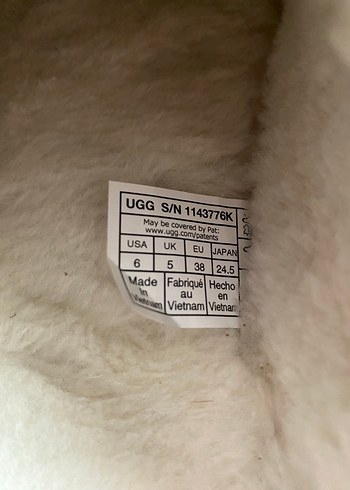 UGG S/N 1143776K
May be covered by Pat:
www.ugg.com/patents
USA UK EU JAPAN
6 5 38 24.5
Made in Vietnam
Fabriqué au Vietnam
Hecho en Vietnam